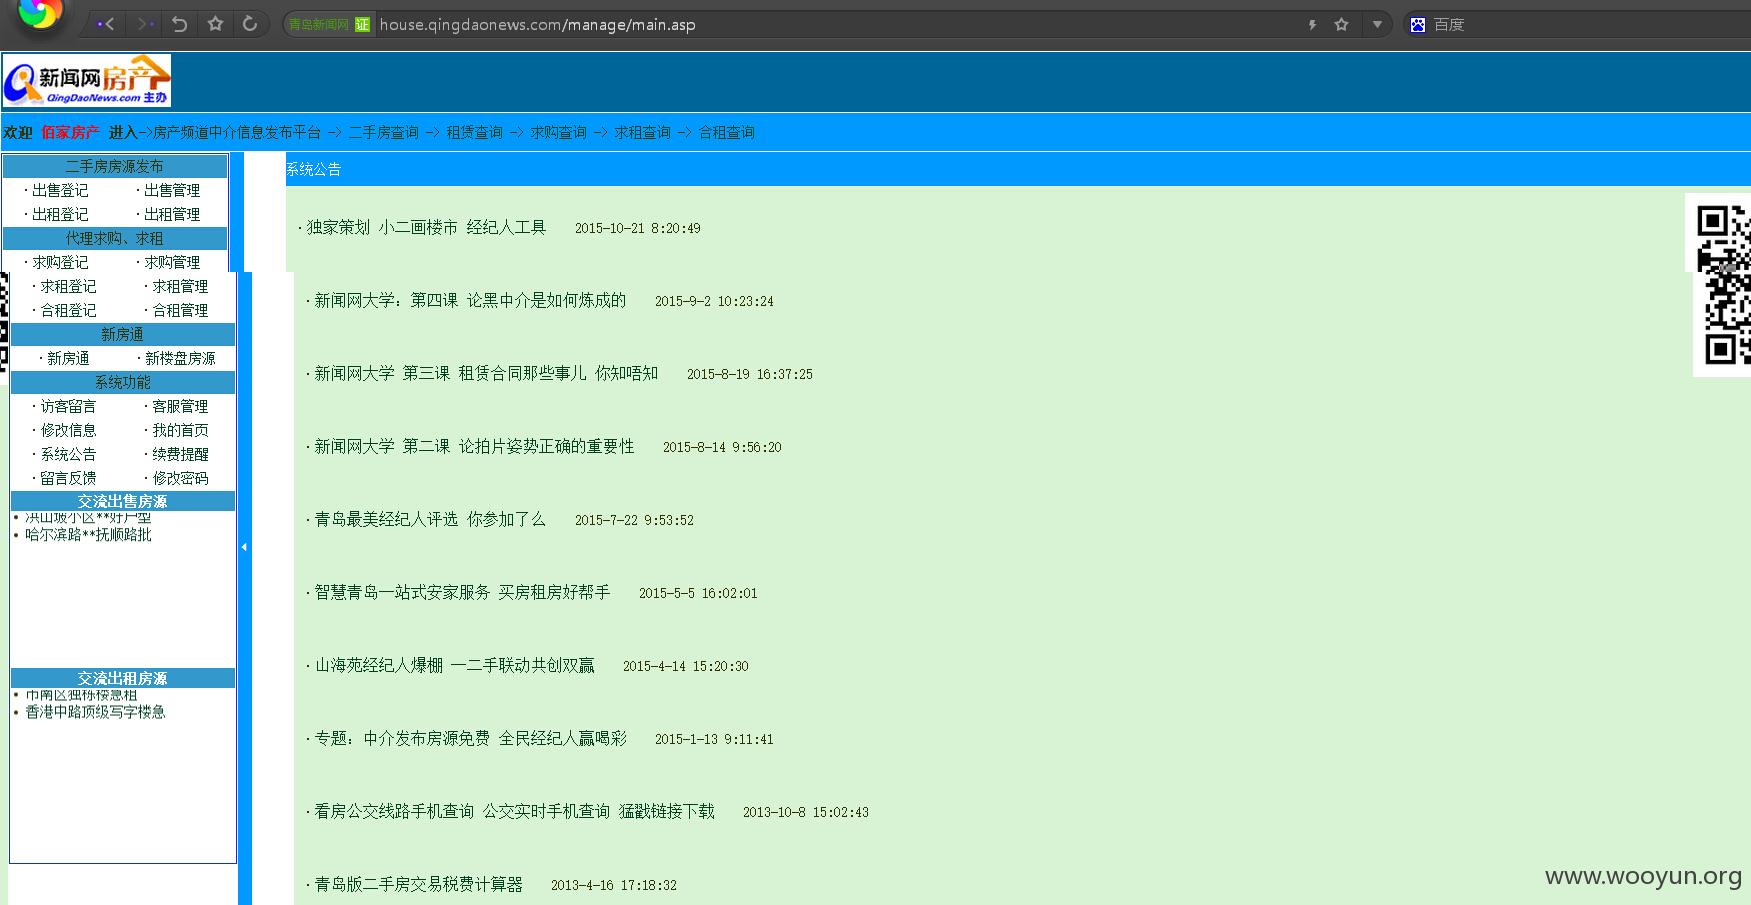 青岛新闻网 证 house.qingdaonews.com/manage/main.asp 百度
新闻网房产
QingDaoNews.com 主办
欢迎 佰家房产 进入->房产频道中介信息发布平台 -> 二手房查询 -> 租赁查询 -> 求购查询 -> 求租查询 -> 合租查询
二手房房源发布
·出售登记 ·出售管理
·出租登记 ·出租管理
代理求购、求租
·求购登记 ·求购管理
·求租登记 ·求租管理
·合租登记 ·合租管理
新房通
·新房通 ·新楼盘房源
系统功能
·访客留言 ·客服管理
·修改信息 ·我的首页
·系统公告 ·续费提醒
·留言反馈 ·修改密码
交流出售房源
• 洪山坡小区**好户型
• 哈尔滨路**抚顺路批
交流出租房源
• 市南区独栋楼急租
• 香港中路顶级写字楼急
系统公告
·独家策划 小二画楼市 经纪人工具 2015-10-21 8:20:49
·新闻网大学：第四课 论黑中介是如何炼成的 2015-9-2 10:23:24
·新闻网大学 第三课 租赁合同那些事儿 你知唔知 2015-8-19 16:37:25
·新闻网大学 第二课 论拍片姿势正确的重要性 2015-8-14 9:56:20
·青岛最美经纪人评选 你参加了么 2015-7-22 9:53:52
·智慧青岛一站式安家服务 买房租房好帮手 2015-5-5 16:02:01
·山海苑经纪人爆棚 一二手联动共创双赢 2015-4-14 15:20:30
·专题：中介发布房源免费 全民经纪人赢喝彩 2015-1-13 9:11:41
·看房公交线路手机查询 公交实时手机查询 猛戳链接下载 2013-10-8 15:02:43
·青岛版二手房交易税费计算器 2013-4-16 17:18:32
www.wooyun.org